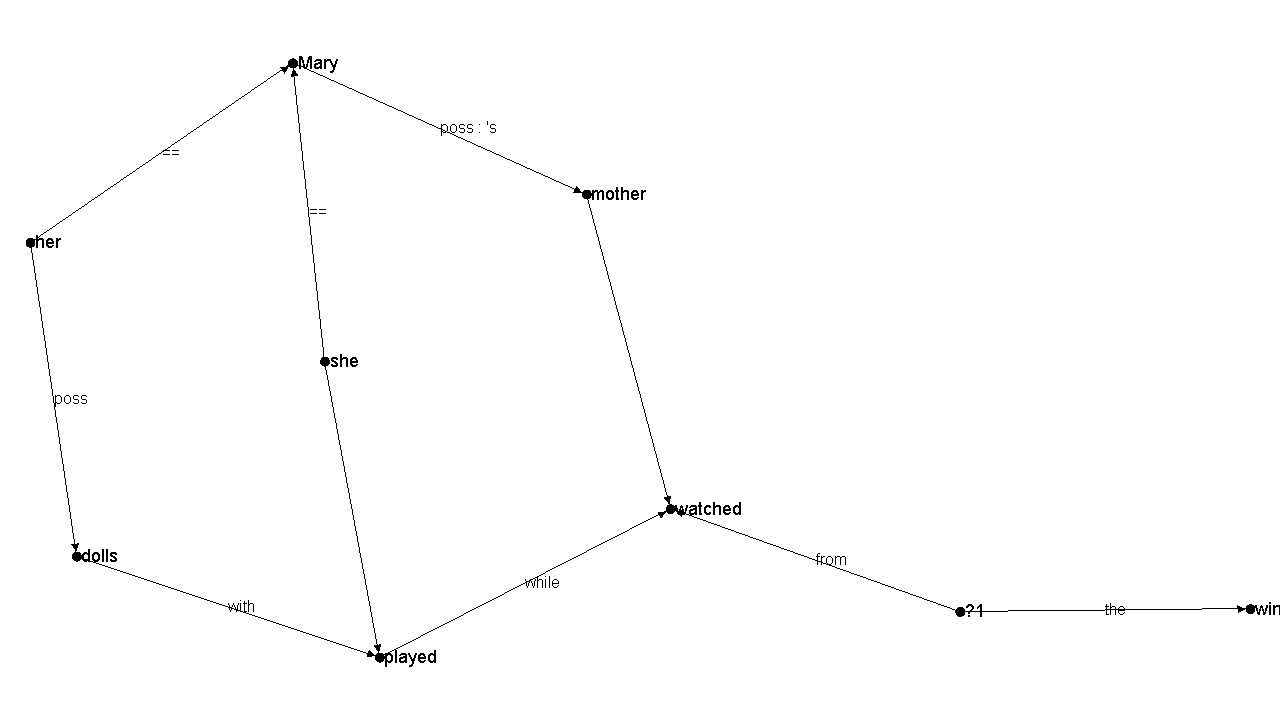 Mary
poss : 's
==
mother
==
her
she
poss
watched
dolls
from
while
with
?1
the
win
played